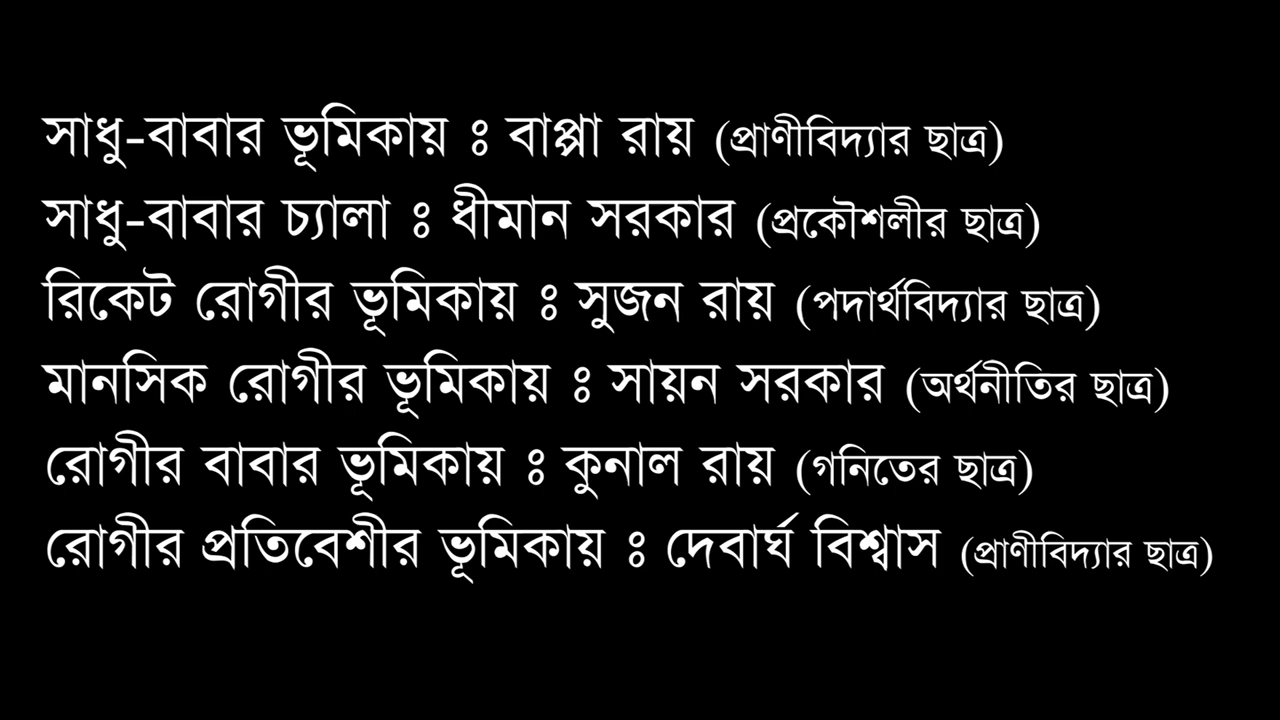 সাধু-বাবার ভূমিকায় ঃ বাপ্পা রায় (প্রাণীবিদ্যার ছাত্র)
সাধু-বাবার চ্যালা ঃ ধীমান সরকার (প্রকৌশলীর ছাত্র)
রিকেট রোগীর ভূমিকায় ঃ সুজন রায় (পদার্থবিদ্যার ছাত্র)
মানসিক রোগীর ভূমিকায় ঃ সায়ন সরকার (অর্থনীতির ছাত্র)
রোগীর বাবার ভূমিকায় ঃ কুনাল রায় (গনিতের ছাত্র)
রোগীর প্রতিবেশীর ভূমিকায় ঃ দেবার্ঘ বিশ্বাস (প্রাণীবিদ্যার ছাত্র)